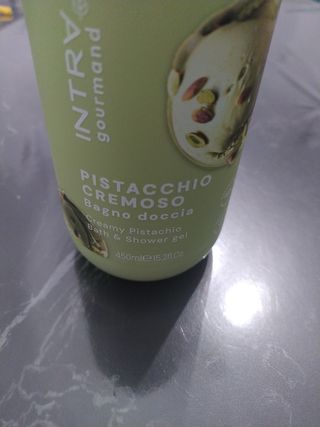 INTRA
gourmand
PISTACCHIO
CREMOSO
Bagno doccia
Creamy Pistachio
Bath & Shower gel
450ml℮15.2fl.Oz